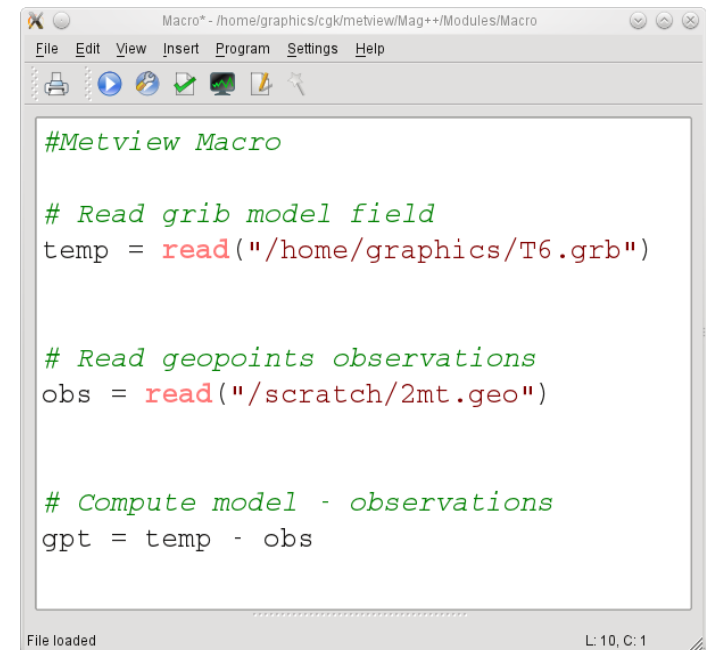 Macro* - /home/graphics/cgk/metview/Mag++/Modules/Macro
File Edit View Insert Program Settings Help
#Metview Macro
# Read grib model field
temp = read("/home/graphics/T6.grb")
# Read geopoints observations
obs = read("/scratch/2mt.geo")
# Compute model - observations
gpt = temp - obs
File loaded L: 10, C: 1